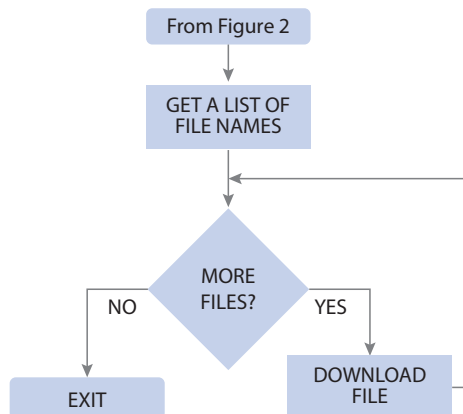 From Figure 2
GET A LIST OF
FILE NAMES
MORE
FILES?
NO
YES
DOWNLOAD
FILE
EXIT